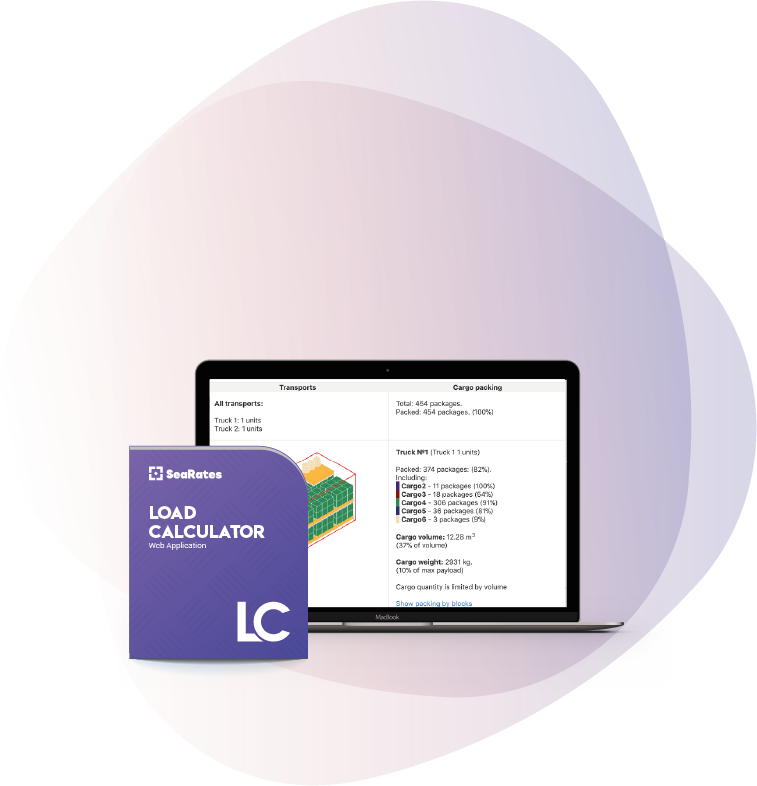 Transports
Cargo packing
All transports:
Truck 1: 1 units
Truck 2: 1 units
Total: 454 packages.
Packed: 454 packages. (100%)
Truck №1 (Truck 1 1 units)
Packed: 374 packages: (82%).
Including:
Cargo2 - 11 packages (100%)
Cargo3 - 18 packages (54%)
Cargo4 - 306 packages (91%)
Cargo5 - 36 packages (81%)
Cargo6 - 3 packages (9%)
Cargo volume: 12.28 m³
(37% of volume)
Cargo weight: 2931 kg,
(10% of max payload)
Cargo quantity is limited by volume
Show packing by blocks
MacBook
SeaRates
LOAD
CALCULATOR
Web Application
LC